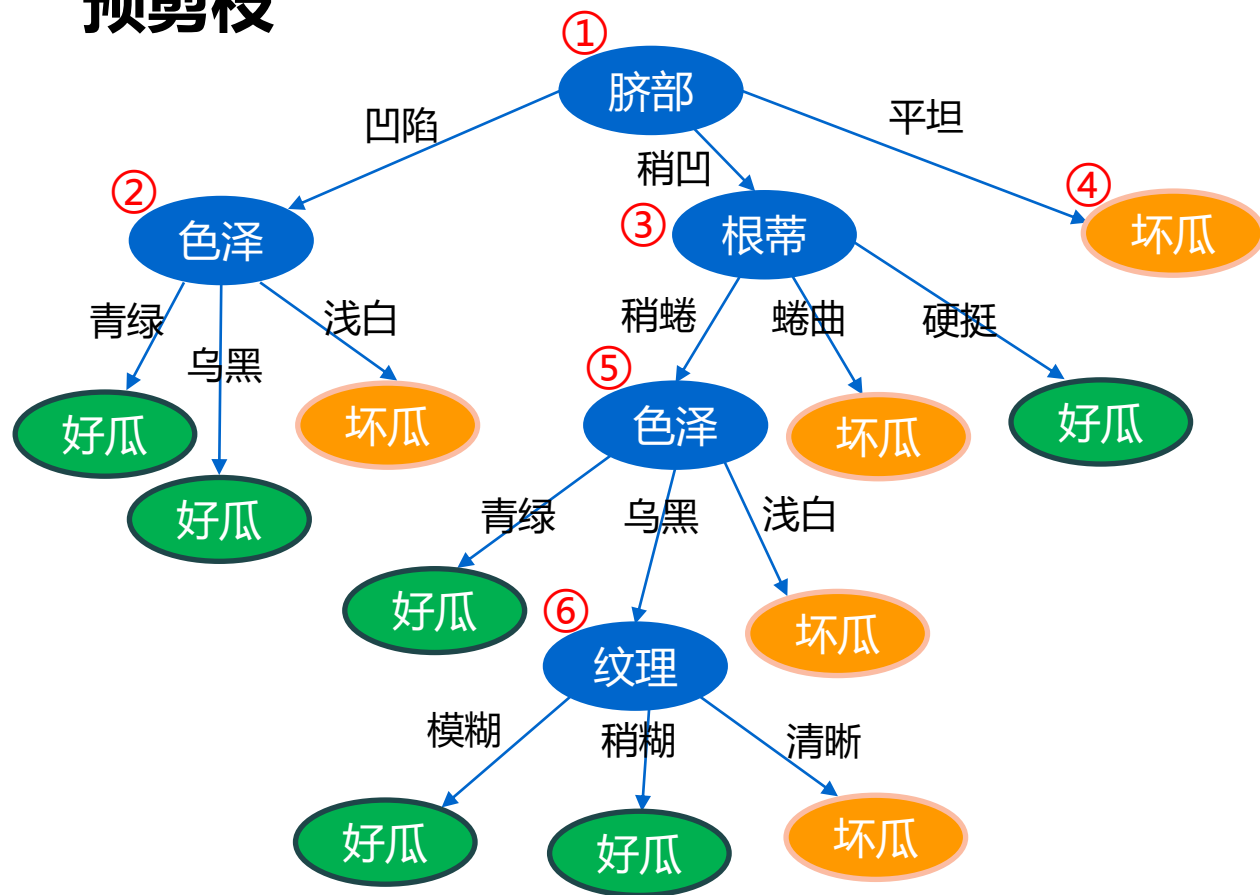 预剪枝
①
脐部
凹陷
稍凹
平坦
②
色泽
③
根蒂
④
坏瓜
青绿
乌黑
浅白
稍蜷
蜷曲
硬挺
好瓜
好瓜
坏瓜
⑤
色泽
坏瓜
好瓜
青绿
乌黑
浅白
好瓜
⑥
纹理
坏瓜
模糊
稍糊
清晰
好瓜
好瓜
坏瓜